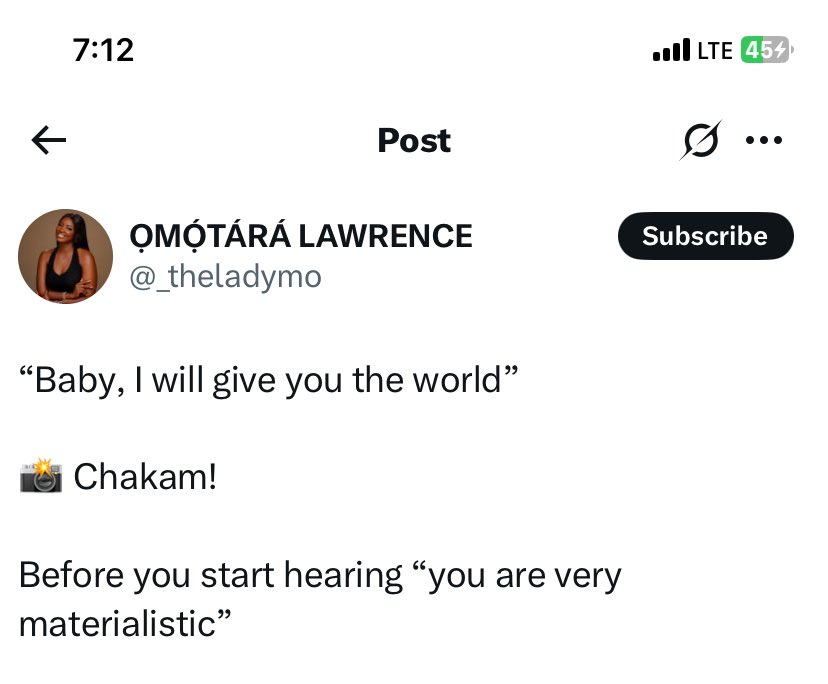 7:12
LTE 45
Post
ỌMỌ́TÁRÁ LAWRENCE
Subscribe
@_theladymo
“Baby, I will give you the world”
📸 Chakam!
Before you start hearing “you are very
materialistic”